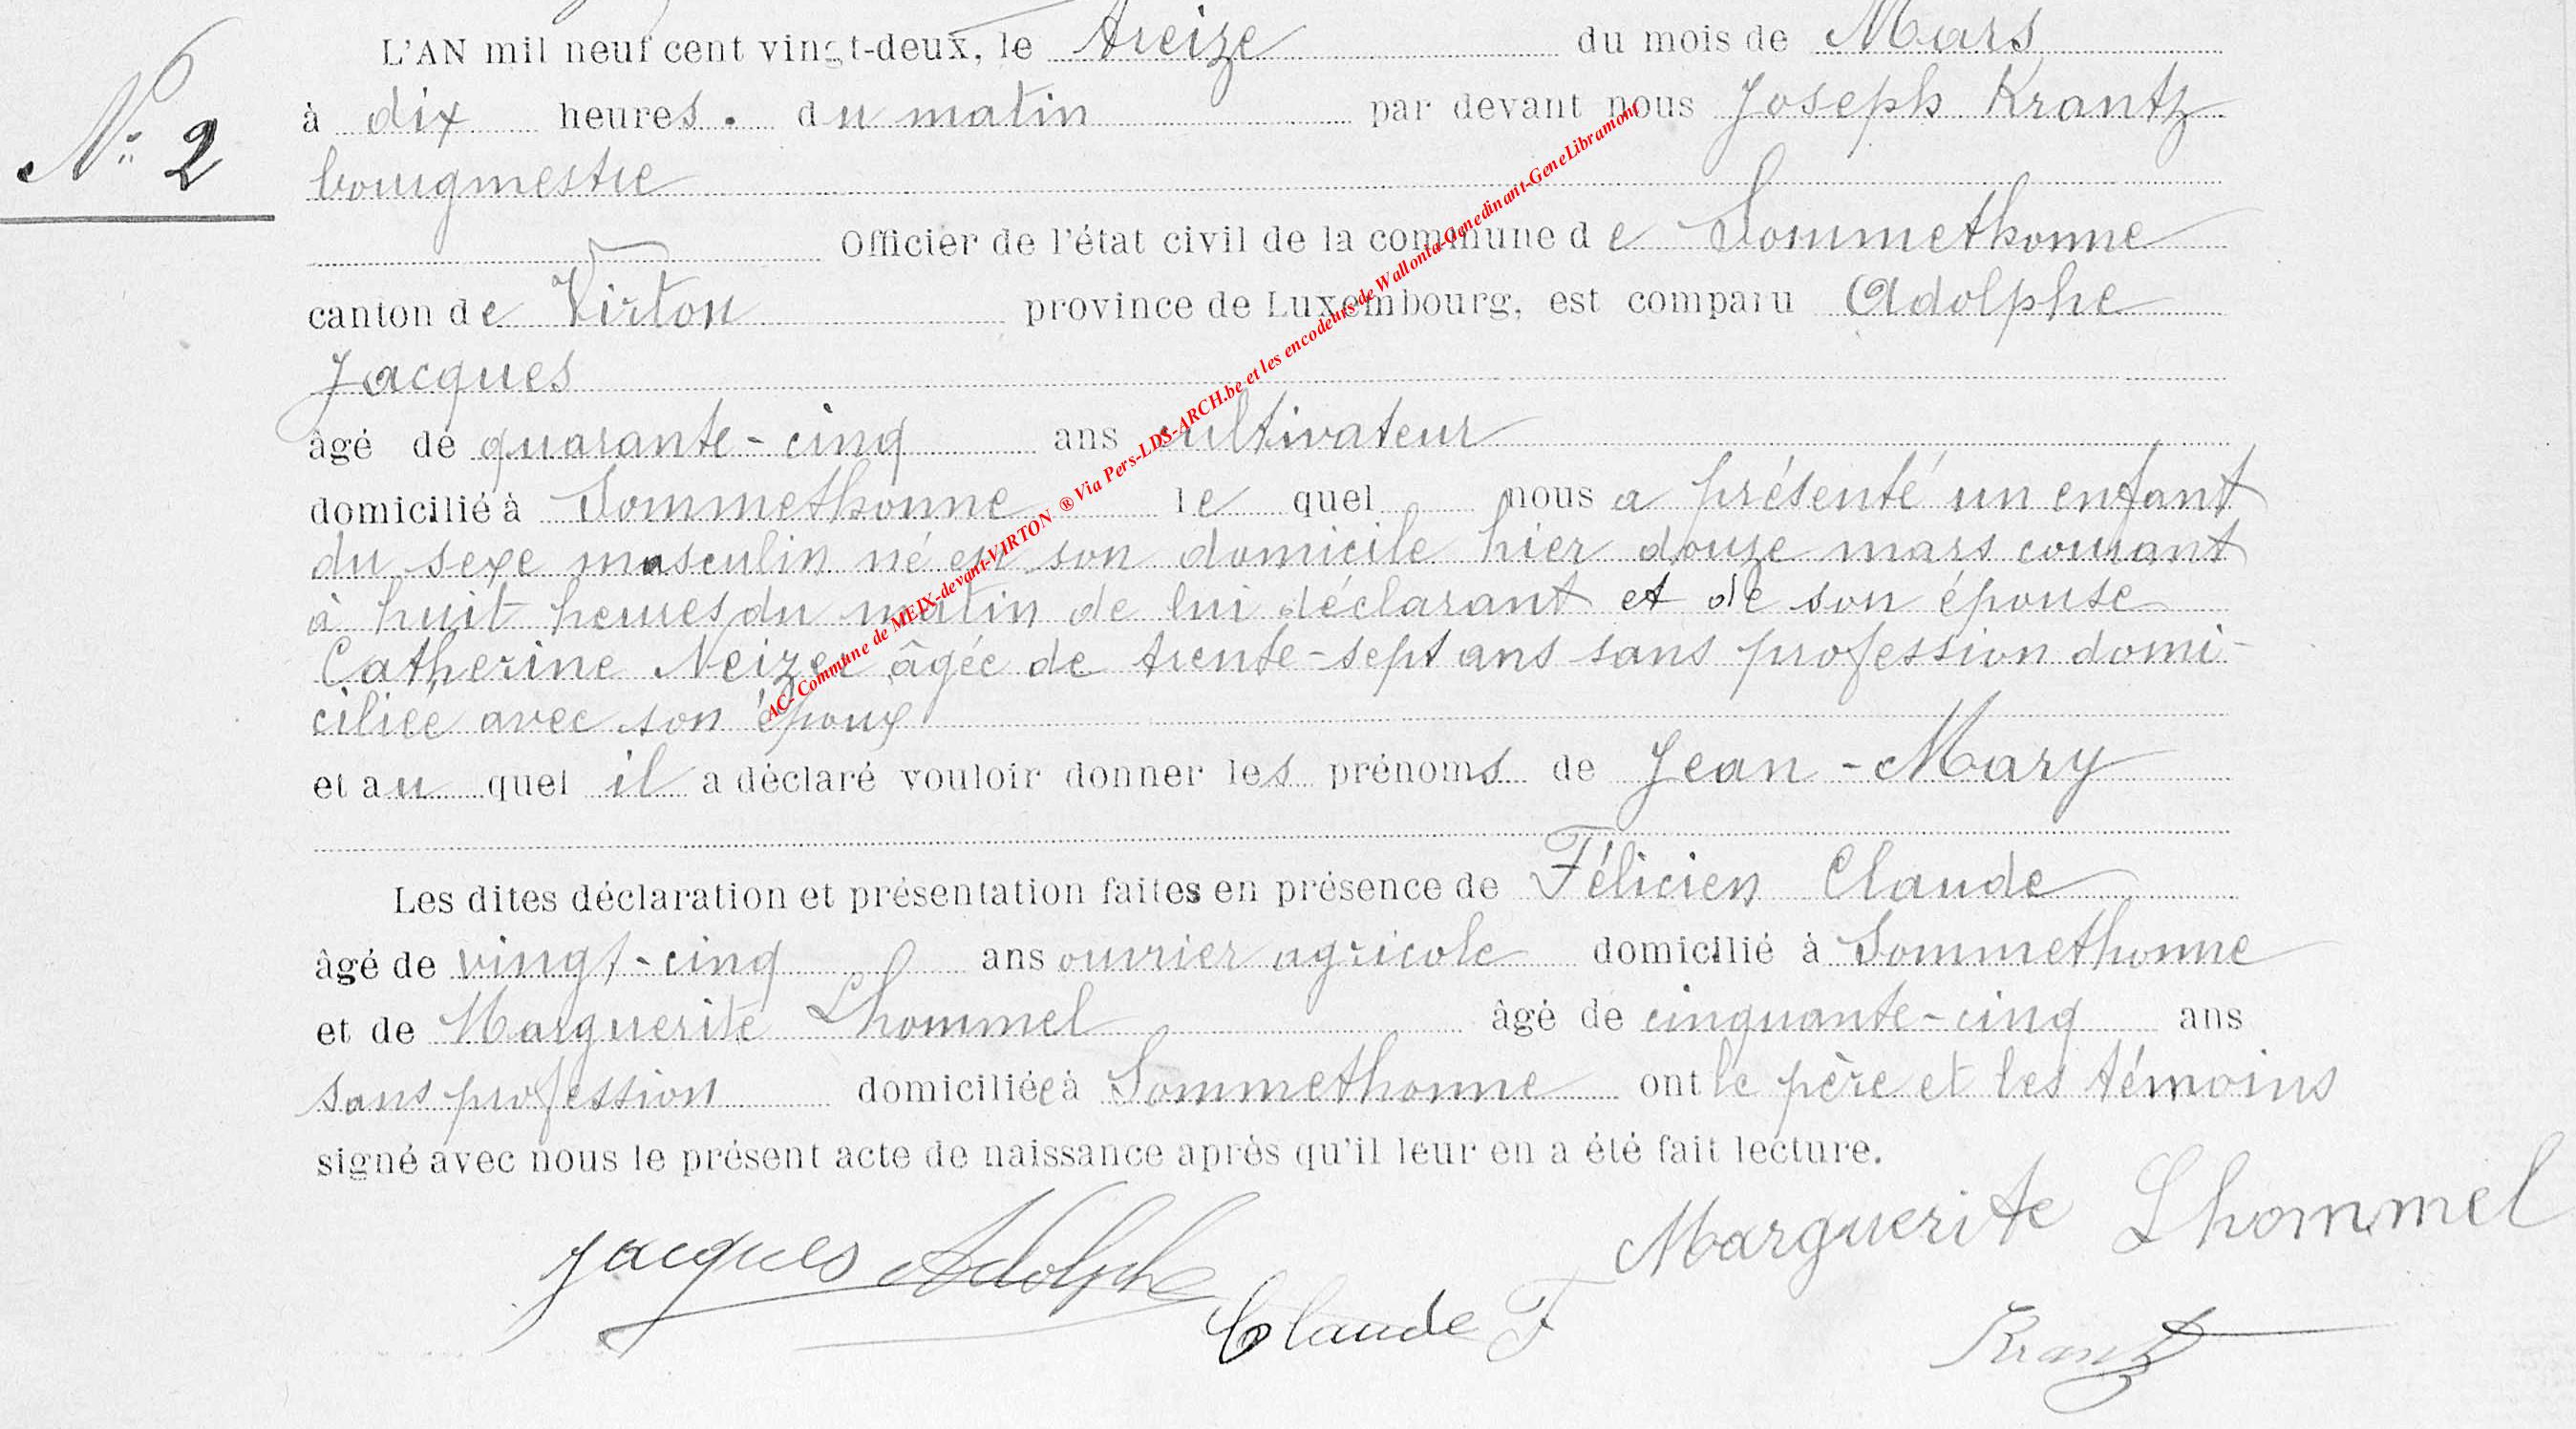 L'AN mil neuf cent vingt-deux, le treize du mois de Mars
N° 2
à dix heures. du matin par devant nous Joseph Krantz
bourgmestre
Officier de l'état civil de la commune de Sommethonne
canton de Virton province de Luxembourg, est comparu Adolphe
Jacques
âgé de quarante-cinq ans cultivateur
domicilié à Sommethonne le quel nous a présenté un enfant
du sexe masculin né en son domicile hier douze mars courant
à huit heures du matin de lui déclarant et de son épouse
Catherine Neizer âgée de trente-sept ans sans profession domi-
ciliée avec son époux
et au quel il a déclaré vouloir donner les prénoms de Jean-Mary
Les dites déclaration et présentation faites en présence de Félicien Claude
âgé de vingt-cinq ans ouvrier agricole domicilié à Sommethonne
et de Marguerite Lhommel âgé de cinquante-cinq ans
sans profession domiciliée à Sommethonne ont le père et les témoins
signé avec nous le présent acte de naissance après qu'il leur en a été fait lecture.
Jacques Adolphe
Marguerite Lhommel
Claude F
Krantz
AC- Commune de MEIX-devant-VIRTON ® Via Pers-LDS-ARCH.be et les encodeurs de Wallonia-Genedinant-GeneLibramont